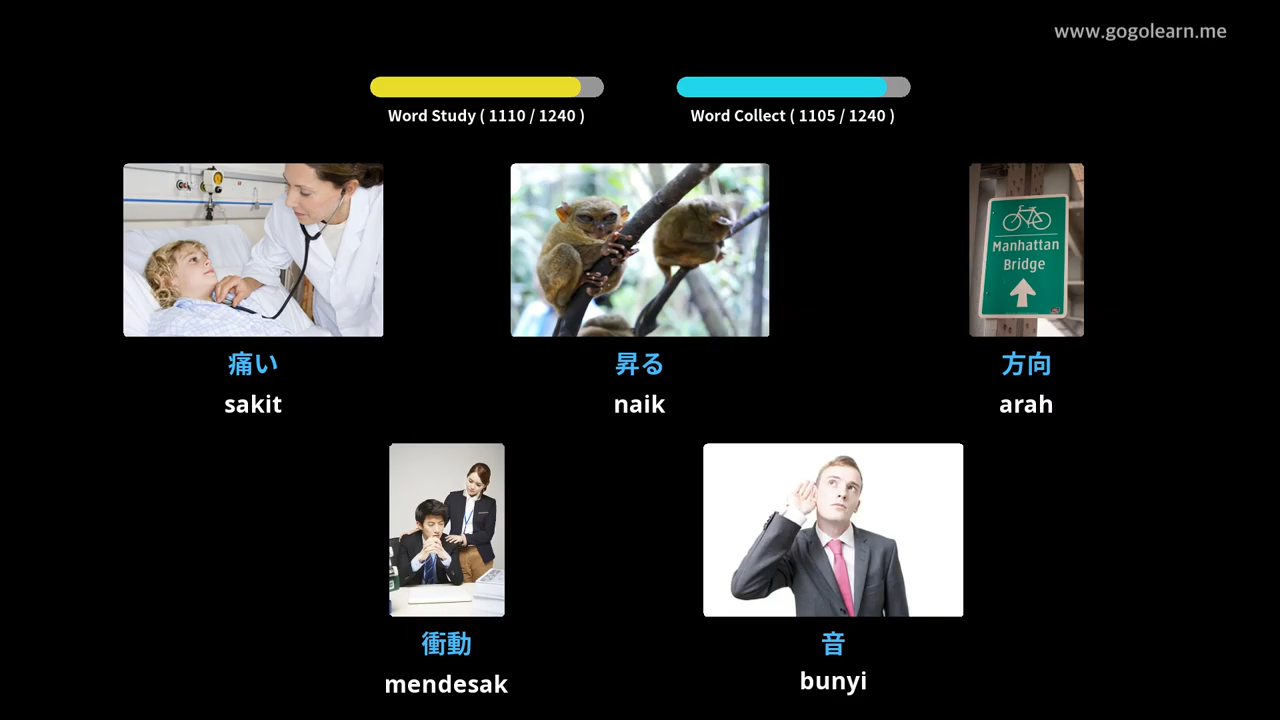 www.gogolearn.me
Word Study ( 1110 / 1240 )
Word Collect ( 1105 / 1240 )
Manhattan
Bridge
痛い
昇る
方向
sakit
naik
arah
衝動
音
mendesak
bunyi